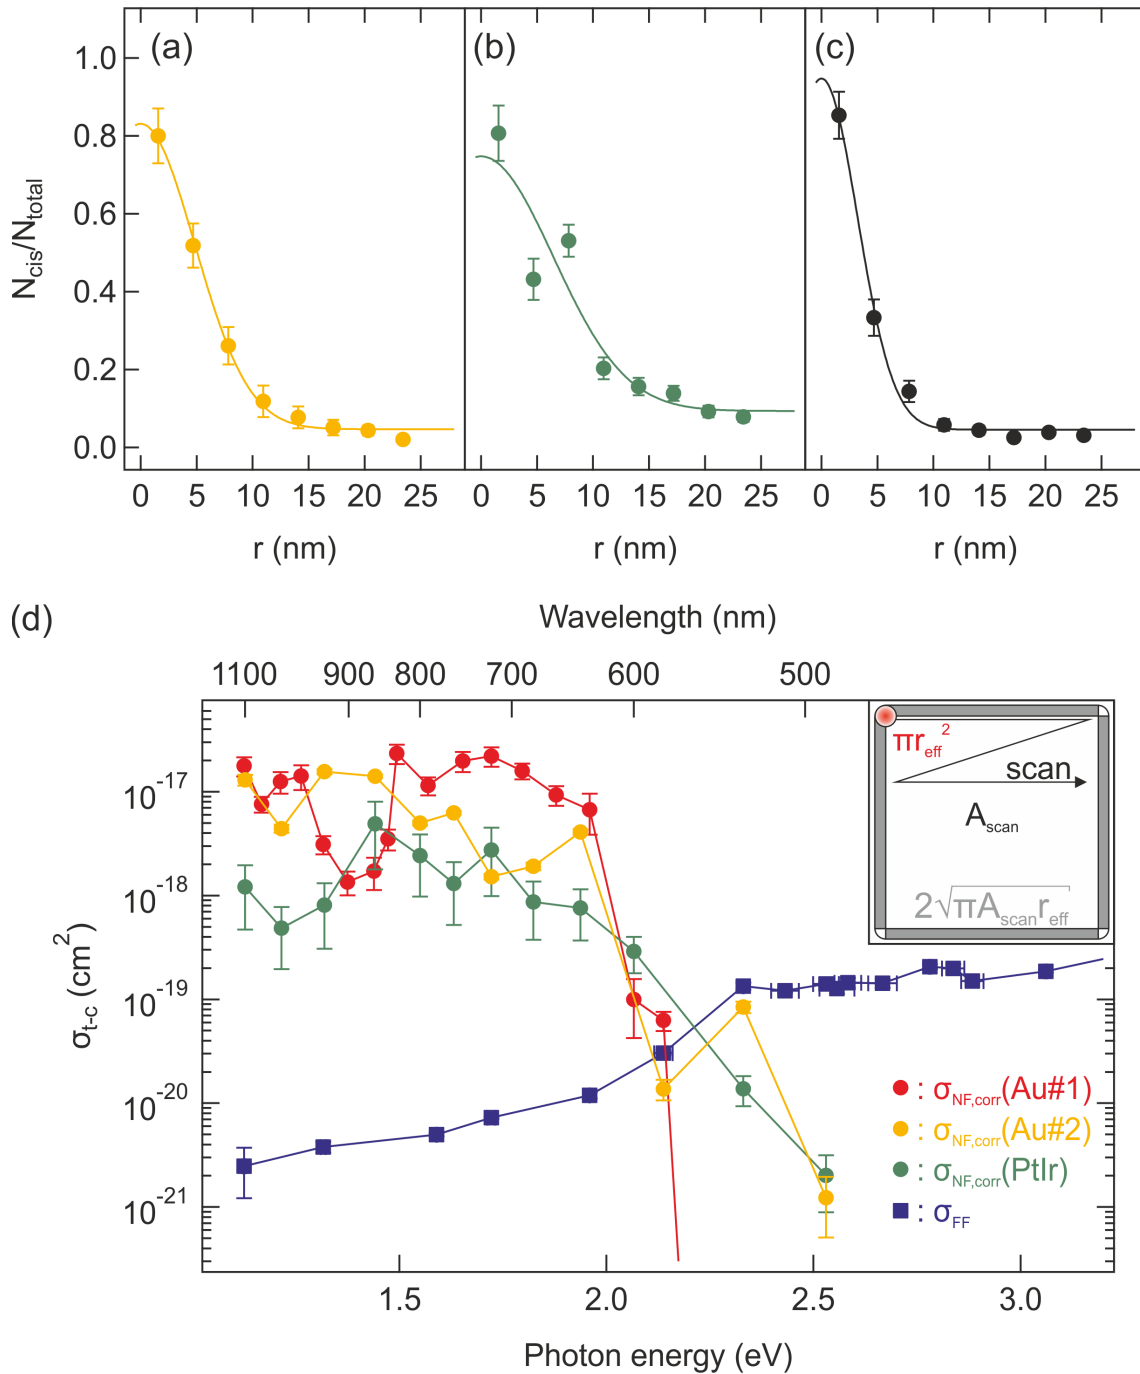 (a) (b) (c)
1.0
0.8
0.6
0.4
0.2
0.0
N_cis/N_total
0 5 10 15 20 25 0 5 10 15 20 25 0 5 10 15 20 25
r (nm) r (nm) r (nm)
(d) Wavelength (nm)
1100 900 800 700 600 500
πr_eff^2
scan
A_scan
2√πA_scan r_eff
10^-17
10^-18
10^-19
10^-20
10^-21
σ_t-c (cm^2)
: σ_NF,corr(Au#1)
: σ_NF,corr(Au#2)
: σ_NF,corr(PtIr)
: σ_FF
1.5 2.0 2.5 3.0
Photon energy (eV)